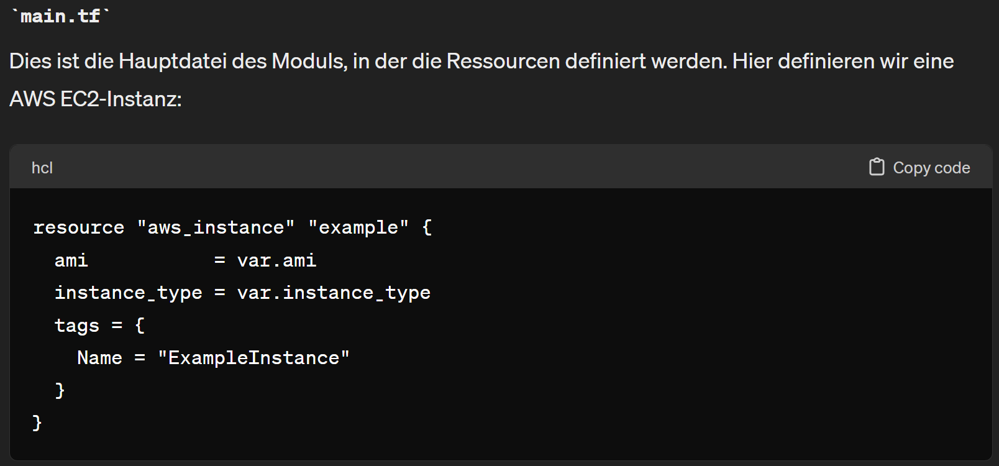 `main.tf`
Dies ist die Hauptdatei des Moduls, in der die Ressourcen definiert werden. Hier definieren wir eine
AWS EC2-Instanz:
hcl
Copy code
resource "aws_instance" "example" {
  ami           = var.ami
  instance_type = var.instance_type
  tags = {
    Name = "ExampleInstance"
  }
}